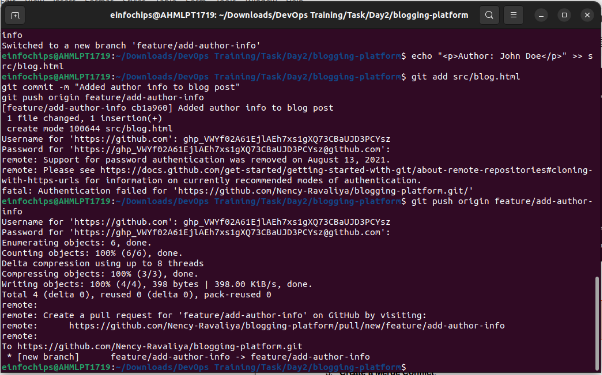 info
Switched to a new branch 'feature/add-author-info'
einfochips@AHMLPT1719: ~/Downloads/DevOps Training/Task/Day2/blogging-platform
einfochips@AHMLPT1719:~/Downloads/DevOps Training/Task/Day2/blogging-platform$ echo "<p>Author: John Doe</p>" >> s
rc/blog.html
einfochips@AHMLPT1719:~/Downloads/DevOps Training/Task/Day2/blogging-platform$ git add src/blog.html
git commit -m "Added author info to blog post"
git push origin feature/add-author-info
[feature/add-author-info cb1a960] Added author info to blog post
1 file changed, 1 insertion(+)
create mode 100644 src/blog.html
Username for 'https://github.com': [access token redacted]
Password for 'https://[access token redacted]@github.com':
remote: Support for password authentication was removed on August 13, 2021.
remote: Please see https://docs.github.com/get-started/getting-started-with-git/about-remote-repositories#cloning-
with-https-urls for information on currently recommended modes of authentication.
fatal: Authentication failed for 'https://github.com/Nency-Ravaliya/blogging-platform.git/'
einfochips@AHMLPT1719:~/Downloads/DevOps Training/Task/Day2/blogging-platform$ git push origin feature/add-author-
info
Username for 'https://github.com': [access token redacted]
Password for 'https://[access token redacted]@github.com':
Enumerating objects: 6, done.
Counting objects: 100% (6/6), done.
Delta compression using up to 8 threads
Compressing objects: 100% (3/3), done.
Writing objects: 100% (4/4), 398 bytes | 398.00 KiB/s, done.
Total 4 (delta 0), reused 0 (delta 0), pack-reused 0
remote:
remote: Create a pull request for 'feature/add-author-info' on GitHub by visiting:
remote:      https://github.com/Nency-Ravaliya/blogging-platform/pull/new/feature/add-author-info
remote:
To https://github.com/Nency-Ravaliya/blogging-platform.git
* [new branch]      feature/add-author-info -> feature/add-author-info
einfochips@AHMLPT1719:~/Downloads/DevOps Training/Task/Day2/blogging-platform$